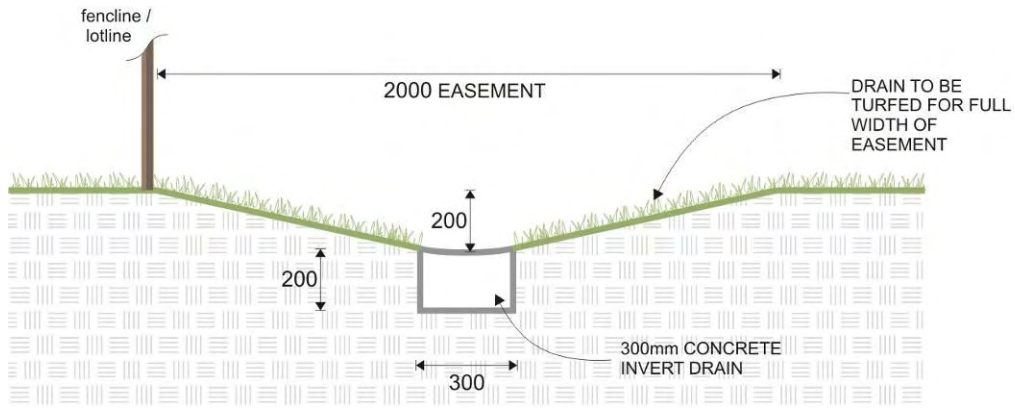 fencline /
lotline
2000 EASEMENT
DRAIN TO BE
TURFED FOR FULL
WIDTH OF
EASEMENT
200
200
300mm CONCRETE
INVERT DRAIN
300